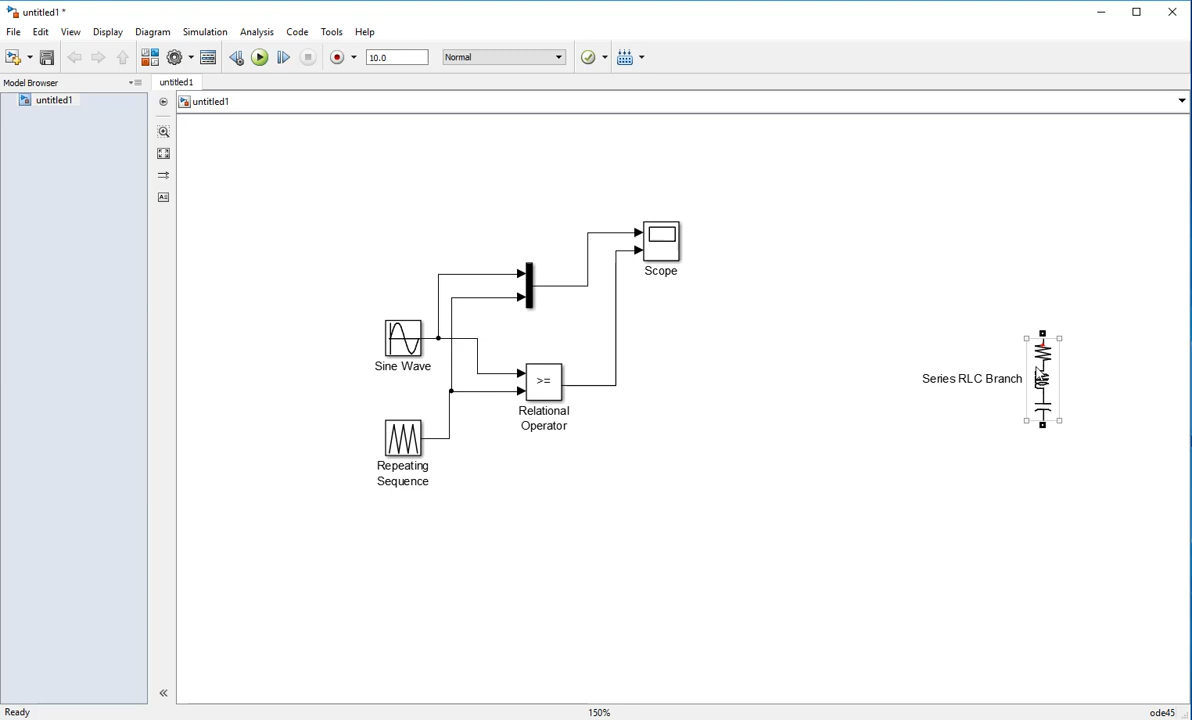 untitled1 *
File Edit View Display Diagram Simulation Analysis Code Tools Help
10.0 Normal
Model Browser untitled1
untitled1 untitled1
Scope
Sine Wave
Series RLC Branch
>=
Relational
Operator
Repeating
Sequence
Ready 150% ode45